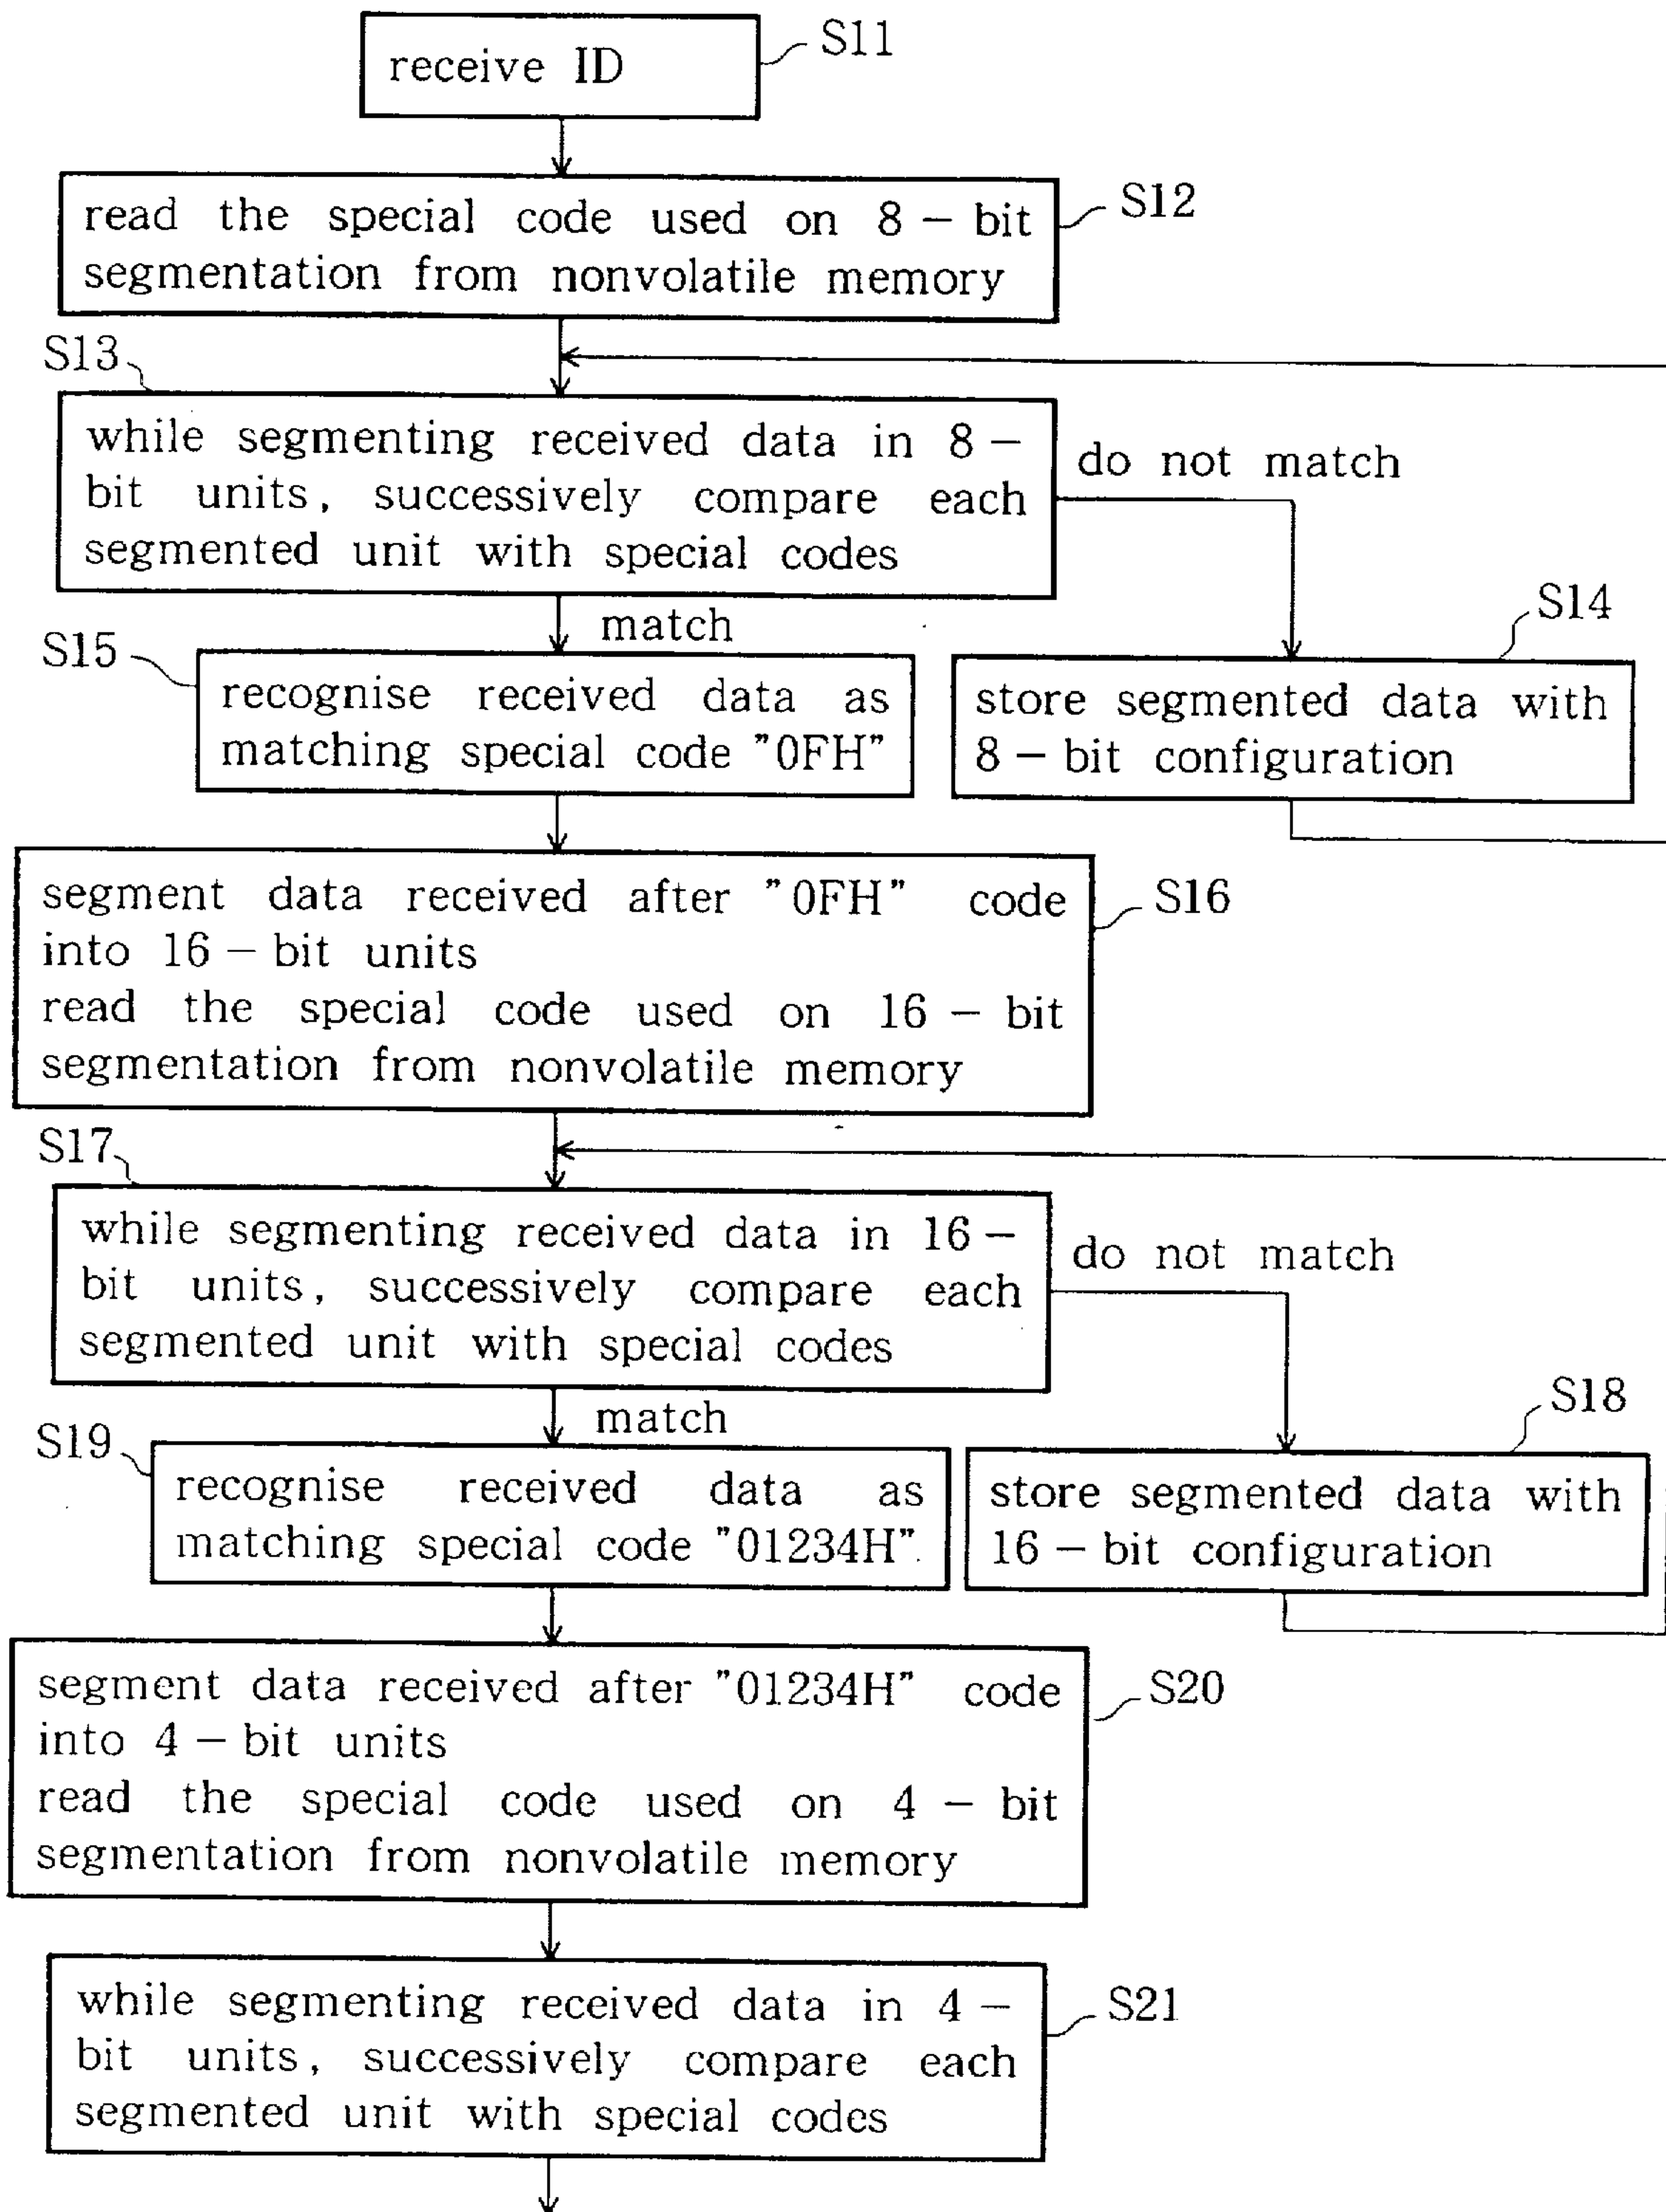 receive ID
S11
read the special code used on 8 – bit
segmentation from nonvolatile memory
S12
S13
while segmenting received data in 8 –
bit units, successively compare each
segmented unit with special codes
do not match
match
S14
S15
recognise received data as
matching special code "0FH"
store segmented data with
8 – bit configuration
segment data received after "0FH" code
into 16 – bit units
read the special code used on 16 – bit
segmentation from nonvolatile memory
S16
S17
while segmenting received data in 16 –
bit units, successively compare each
segmented unit with special codes
do not match
match
S18
S19
recognise received data as
matching special code "01234H"
store segmented data with
16 – bit configuration
segment data received after "01234H" code
into 4 – bit units
read the special code used on 4 – bit
segmentation from nonvolatile memory
S20
while segmenting received data in 4 –
bit units, successively compare each
segmented unit with special codes
S21